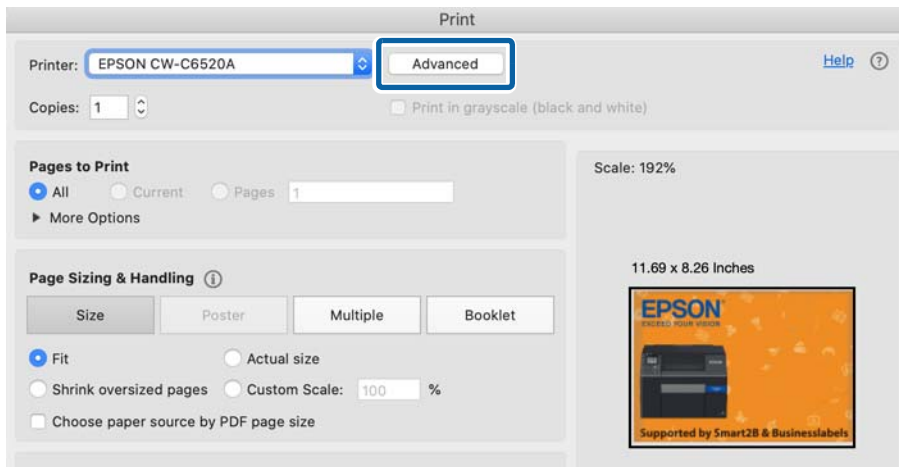 Print
Printer: EPSON CW-C6520A Advanced Help ?
Copies: 1 Print in grayscale (black and white)
Pages to Print
All Current Pages 1
More Options
Scale: 192%
Page Sizing & Handling i
Size Poster Multiple Booklet
Fit Actual size
Shrink oversized pages Custom Scale: 100 %
Choose paper source by PDF page size
11.69 x 8.26 Inches
EPSON
EXCEED YOUR VISION
Supported by Smart2B & Businesslabels